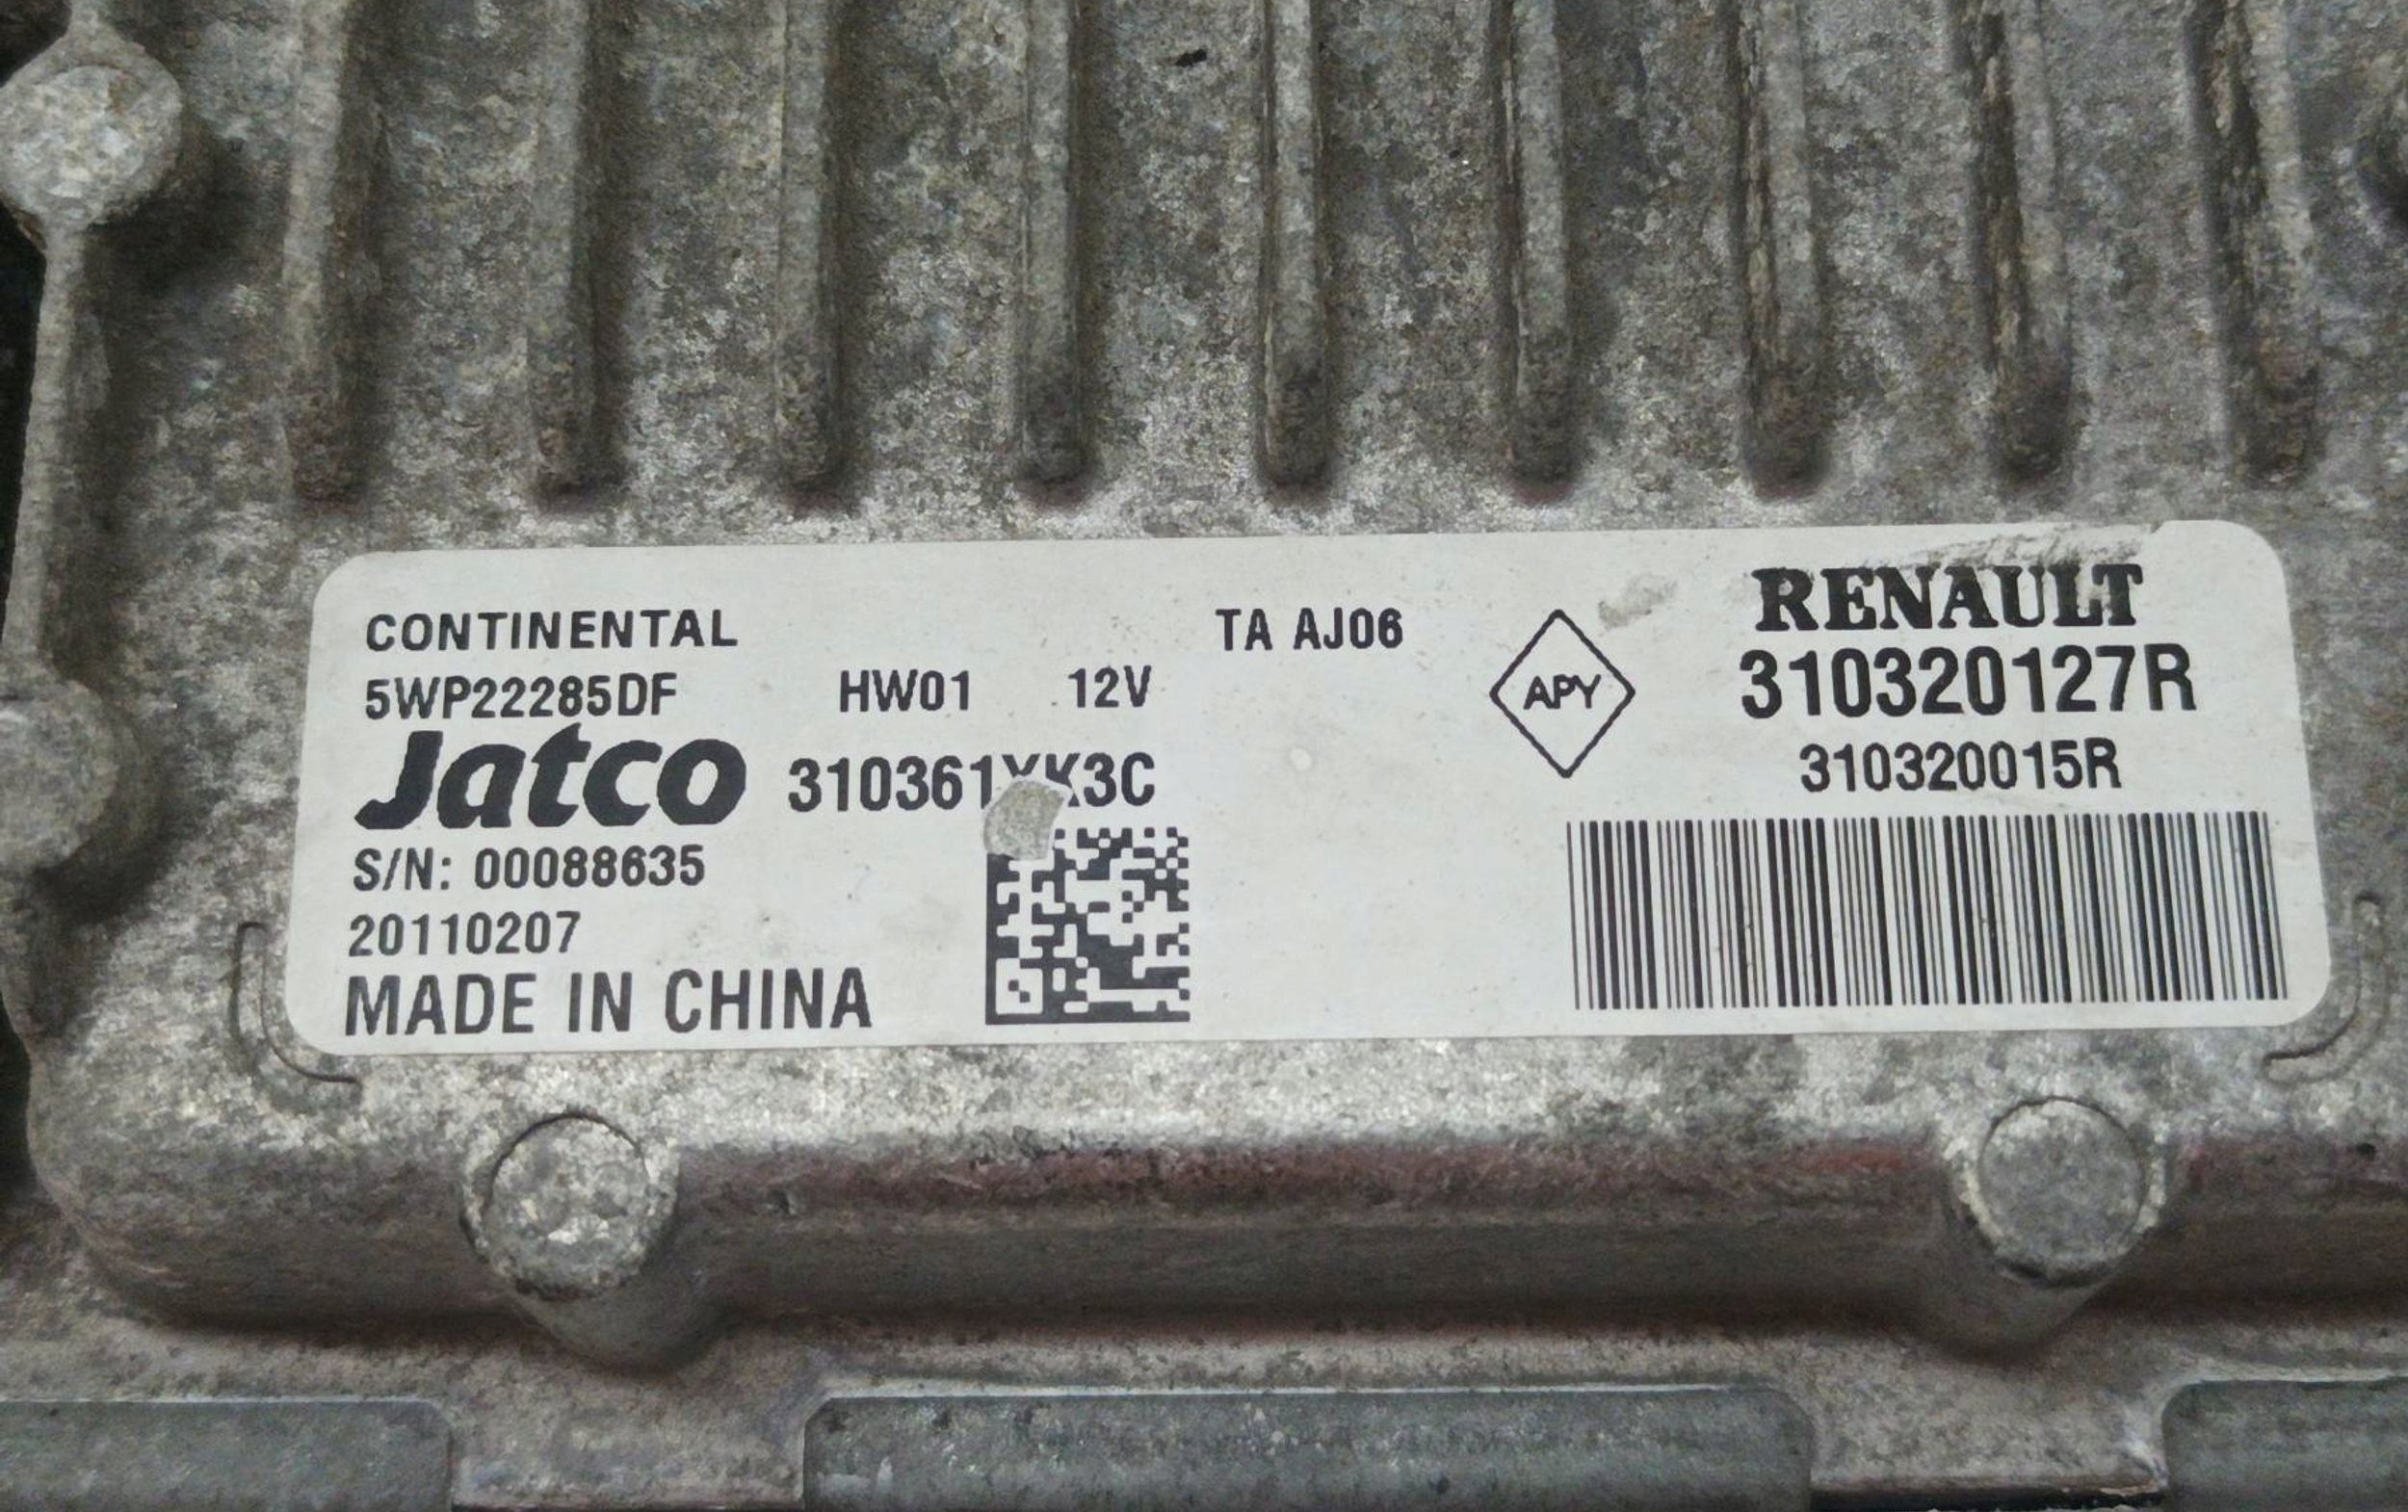 CONTINENTAL TA AJ06
5WP22285DF HW01 12V
Jatco
S/N: 00088635
20110207
MADE IN CHINA
APY
RENAULT
310320127R
310320015R